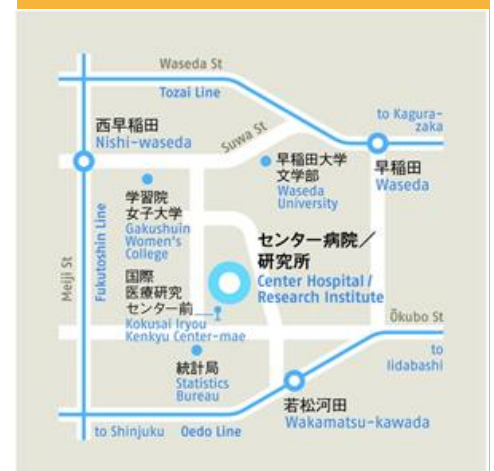 Waseda St
Tozai Line
to Kagura-
zaka
西早稲田
Nishi-waseda
Suwa St
早稲田大学
文学部
Waseda
University
早稲田
Waseda
学習院
女子大学
Gakushuin
Women's
College
センター病院／
研究所
Center Hospital /
Research Institute
Meiji St
Fukutoshin Line
国際
医療研究
センター前
Kokusai Iryou
Kenkyu Center-mae
Ōkubo St
to
Iidabashi
統計局
Statistics
Bureau
若松河田
Wakamatsu-kawada
to Shinjuku
Oedo Line